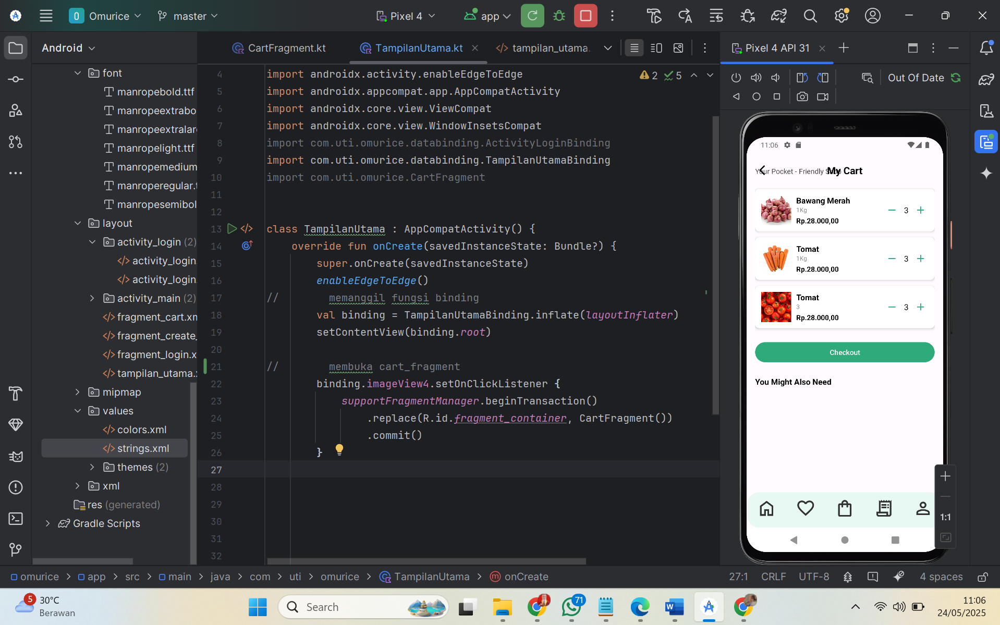 O Omurice master Pixel 4 app
Android
CartFragment.kt TampilanUtama.kt tampilan_utama. Pixel 4 API 31
font
manropebold.ttf
manropeextrabo
manropeextralar
manropelight.ttf
manropemedium
manroperegular.t
manropesemibol
layout
activity_login (2)
activity_login.
activity_login.
activity_main (2)
fragment_cart.xm
fragment_create_
fragment_login.x
tampilan_utama.x
mipmap
values
colors.xml
strings.xml
themes (2)
xml
res (generated)
Gradle Scripts
2 5
4 import androidx.activity.enableEdgeToEdge
5 import androidx.appcompat.app.AppCompatActivity
6 import androidx.core.view.ViewCompat
7 import androidx.core.view.WindowInsetsCompat
8 import com.uti.omurice.databinding.ActivityLoginBinding
9 import com.uti.omurice.databinding.TampilanUtamaBinding
10 import com.uti.omurice.CartFragment
11
12
13 class TampilanUtama : AppCompatActivity() {
14 override fun onCreate(savedInstanceState: Bundle?) {
15 super.onCreate(savedInstanceState)
16 enableEdgeToEdge()
17 // memanggil fungsi binding
18 val binding = TampilanUtamaBinding.inflate(layoutInflater)
19 setContentView(binding.root)
20
21 // membuka cart_fragment
22 binding.imageView4.setOnClickListener {
23 supportFragmentManager.beginTransaction()
24 .replace(R.id.fragment_container, CartFragment())
25 .commit()
26 }
27
28
29
30
31
32
Out Of Date
11:06
Your Pocket - Friendly
My Cart
Bawang Merah
1Kg
Rp.28.000,00
3
Tomat
1Kg
Rp.28.000,00
3
Tomat
3
Rp.28.000,00
3
Checkout
You Might Also Need
1:1
omurice > app > src > main > java > com > uti > omurice > TampilanUtama > onCreate
27:1 CRLF UTF-8 4 spaces
5 30°C
Berawan
Search
71
11:06
24/05/2025